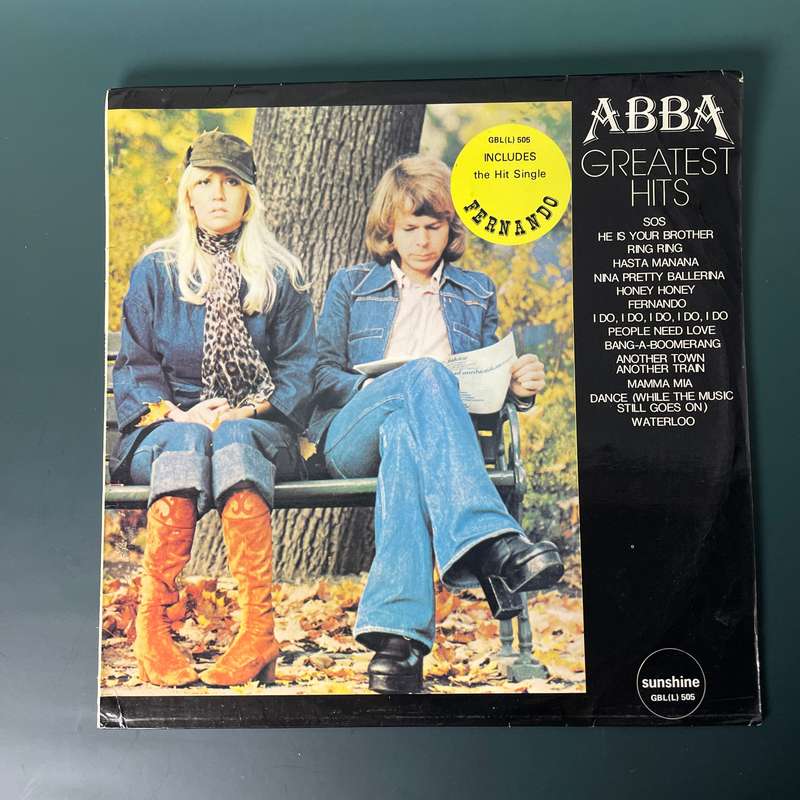 GBL(L) 505
INCLUDES
the Hit Single
FERNANDO
ABBA
GREATEST
HITS
SOS
HE IS YOUR BROTHER
RING RING
HASTA MANANA
NINA PRETTY BALLERINA
HONEY HONEY
FERNANDO
I DO, I DO, I DO, I DO, I DO
PEOPLE NEED LOVE
BANG-A-BOOMERANG
ANOTHER TOWN
ANOTHER TRAIN
MAMMA MIA
DANCE (WHILE THE MUSIC
STILL GOES ON)
WATERLOO
sunshine
GBL(L) 505